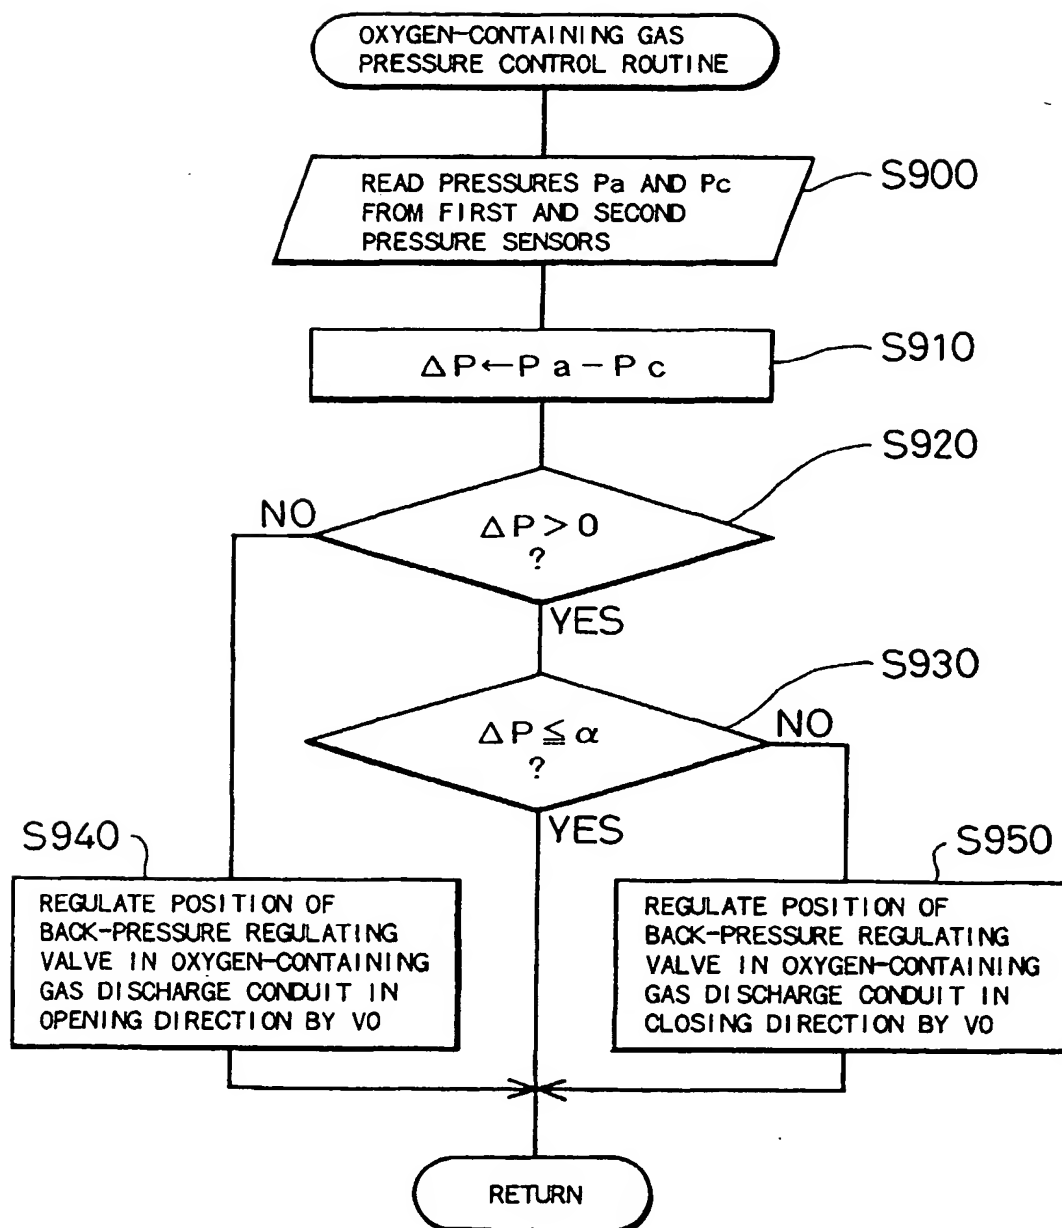 OXYGEN-CONTAINING GAS
PRESSURE CONTROL ROUTINE
READ PRESSURES Pa AND Pc
FROM FIRST AND SECOND
PRESSURE SENSORS
S900
ΔP←Pa-Pc
S910
S920
NO
ΔP>0
?
YES
S930
ΔP≦α
?
NO
YES
S940
REGULATE POSITION OF
BACK-PRESSURE REGULATING
VALVE IN OXYGEN-CONTAINING
GAS DISCHARGE CONDUIT IN
OPENING DIRECTION BY V0
S950
REGULATE POSITION OF
BACK-PRESSURE REGULATING
VALVE IN OXYGEN-CONTAINING
GAS DISCHARGE CONDUIT IN
CLOSING DIRECTION BY V0
RETURN